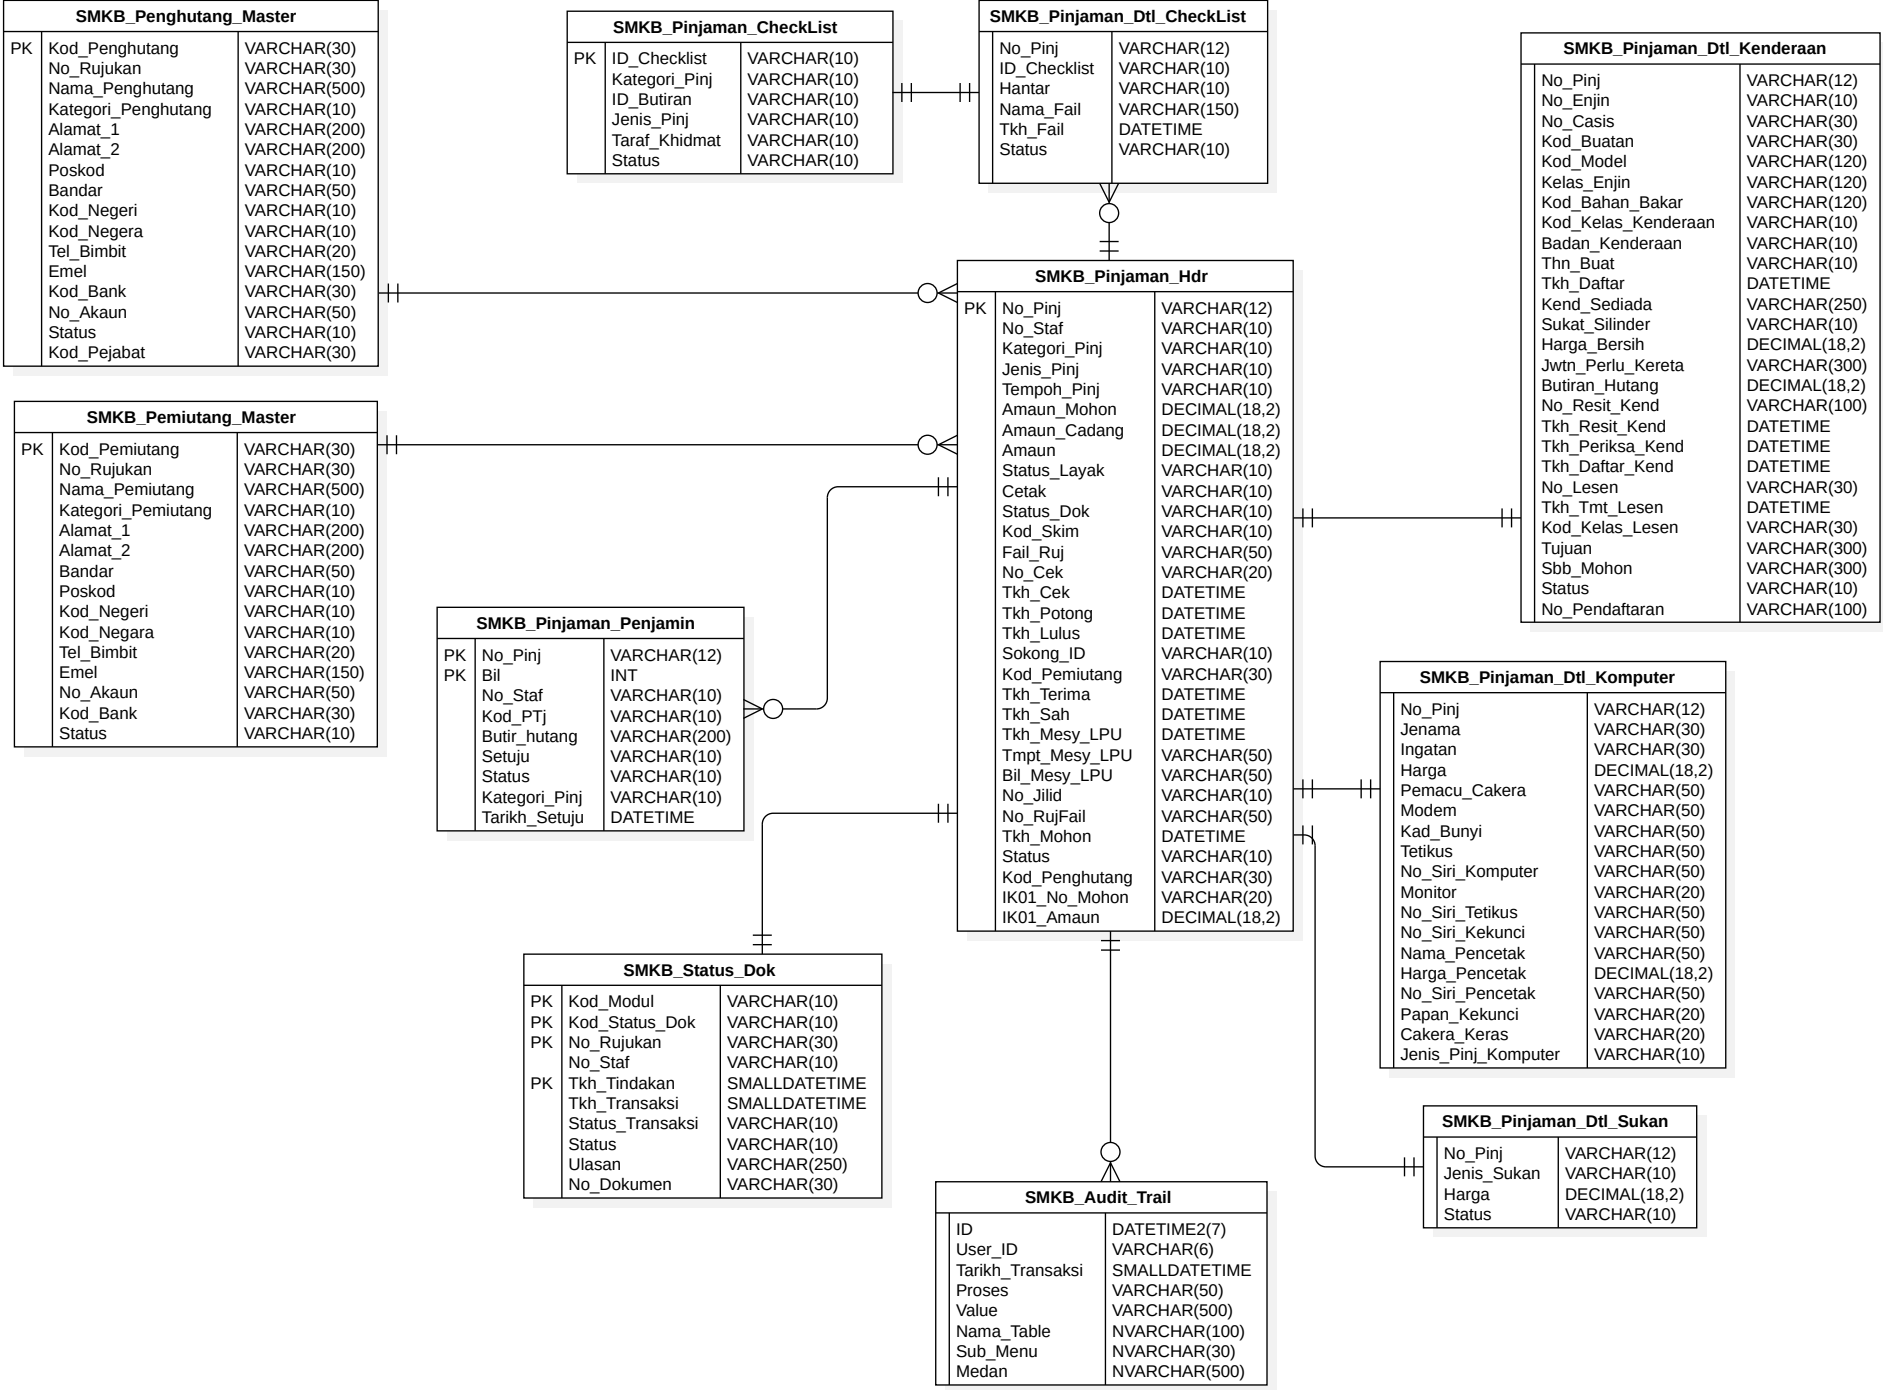 SMKB_Penghutang_Master
PK Kod_Penghutang VARCHAR(30)
No_Rujukan VARCHAR(30)
Nama_Penghutang VARCHAR(500)
Kategori_Penghutang VARCHAR(10)
Alamat_1 VARCHAR(200)
Alamat_2 VARCHAR(200)
Poskod VARCHAR(10)
Bandar VARCHAR(50)
Kod_Negeri VARCHAR(10)
Kod_Negera VARCHAR(10)
Tel_Bimbit VARCHAR(20)
Emel VARCHAR(150)
Kod_Bank VARCHAR(30)
No_Akaun VARCHAR(50)
Status VARCHAR(10)
Kod_Pejabat VARCHAR(30)
SMKB_Pinjaman_CheckList
PK ID_Checklist VARCHAR(10)
Kategori_Pinj VARCHAR(10)
ID_Butiran VARCHAR(10)
Jenis_Pinj VARCHAR(10)
Taraf_Khidmat VARCHAR(10)
Status VARCHAR(10)
SMKB_Pinjaman_Dtl_CheckList
No_Pinj VARCHAR(12)
ID_Checklist VARCHAR(10)
Hantar VARCHAR(10)
Nama_Fail VARCHAR(150)
Tkh_Fail DATETIME
Status VARCHAR(10)
SMKB_Pinjaman_Dtl_Kenderaan
No_Pinj VARCHAR(12)
No_Enjin VARCHAR(10)
No_Casis VARCHAR(30)
Kod_Buatan VARCHAR(30)
Kod_Model VARCHAR(120)
Kelas_Enjin VARCHAR(120)
Kod_Bahan_Bakar VARCHAR(120)
Kod_Kelas_Kenderaan VARCHAR(10)
Badan_Kenderaan VARCHAR(10)
Thn_Buat VARCHAR(10)
Tkh_Daftar DATETIME
Kend_Sediada VARCHAR(250)
Sukat_Silinder VARCHAR(10)
Harga_Bersih DECIMAL(18,2)
Jwtn_Perlu_Kereta VARCHAR(300)
Butiran_Hutang DECIMAL(18,2)
No_Resit_Kend VARCHAR(100)
Tkh_Resit_Kend DATETIME
Tkh_Periksa_Kend DATETIME
Tkh_Daftar_Kend DATETIME
No_Lesen VARCHAR(30)
Tkh_Tmt_Lesen DATETIME
Kod_Kelas_Lesen VARCHAR(30)
Tujuan VARCHAR(300)
Sbb_Mohon VARCHAR(300)
Status VARCHAR(10)
No_Pendaftaran VARCHAR(100)
SMKB_Pinjaman_Hdr
PK No_Pinj VARCHAR(12)
No_Staf VARCHAR(10)
Kategori_Pinj VARCHAR(10)
Jenis_Pinj VARCHAR(10)
Tempoh_Pinj VARCHAR(10)
Amaun_Mohon DECIMAL(18,2)
Amaun_Cadang DECIMAL(18,2)
Amaun DECIMAL(18,2)
Status_Layak VARCHAR(10)
Cetak VARCHAR(10)
Status_Dok VARCHAR(10)
Kod_Skim VARCHAR(10)
Fail_Ruj VARCHAR(50)
No_Cek VARCHAR(20)
Tkh_Cek DATETIME
Tkh_Potong DATETIME
Tkh_Lulus DATETIME
Sokong_ID VARCHAR(10)
Kod_Pemiutang VARCHAR(30)
Tkh_Terima DATETIME
Tkh_Sah DATETIME
Tkh_Mesy_LPU DATETIME
Tmpt_Mesy_LPU VARCHAR(50)
Bil_Mesy_LPU VARCHAR(50)
No_Jilid VARCHAR(10)
No_RujFail VARCHAR(50)
Tkh_Mohon DATETIME
Status VARCHAR(10)
Kod_Penghutang VARCHAR(30)
IK01_No_Mohon VARCHAR(20)
IK01_Amaun DECIMAL(18,2)
SMKB_Pemiutang_Master
PK Kod_Pemiutang VARCHAR(30)
No_Rujukan VARCHAR(30)
Nama_Pemiutang VARCHAR(500)
Kategori_Pemiutang VARCHAR(10)
Alamat_1 VARCHAR(200)
Alamat_2 VARCHAR(200)
Bandar VARCHAR(50)
Poskod VARCHAR(10)
Kod_Negeri VARCHAR(10)
Kod_Negara VARCHAR(10)
Tel_Bimbit VARCHAR(20)
Emel VARCHAR(150)
No_Akaun VARCHAR(50)
Kod_Bank VARCHAR(30)
Status VARCHAR(10)
SMKB_Pinjaman_Penjamin
PK No_Pinj VARCHAR(12)
PK Bil INT
No_Staf VARCHAR(10)
Kod_PTj VARCHAR(10)
Butir_hutang VARCHAR(200)
Setuju VARCHAR(10)
Status VARCHAR(10)
Kategori_Pinj VARCHAR(10)
Tarikh_Setuju DATETIME
SMKB_Pinjaman_Dtl_Komputer
No_Pinj VARCHAR(12)
Jenama VARCHAR(30)
Ingatan VARCHAR(30)
Harga DECIMAL(18,2)
Pemacu_Cakera VARCHAR(50)
Modem VARCHAR(50)
Kad_Bunyi VARCHAR(50)
Tetikus VARCHAR(50)
No_Siri_Komputer VARCHAR(50)
Monitor VARCHAR(20)
No_Siri_Tetikus VARCHAR(50)
No_Siri_Kekunci VARCHAR(50)
Nama_Pencetak VARCHAR(50)
Harga_Pencetak DECIMAL(18,2)
No_Siri_Pencetak VARCHAR(50)
Papan_Kekunci VARCHAR(20)
Cakera_Keras VARCHAR(20)
Jenis_Pinj_Komputer VARCHAR(10)
SMKB_Status_Dok
PK Kod_Modul VARCHAR(10)
PK Kod_Status_Dok VARCHAR(10)
PK No_Rujukan VARCHAR(30)
No_Staf VARCHAR(10)
PK Tkh_Tindakan SMALLDATETIME
Tkh_Transaksi SMALLDATETIME
Status_Transaksi VARCHAR(10)
Status VARCHAR(10)
Ulasan VARCHAR(250)
No_Dokumen VARCHAR(30)
SMKB_Pinjaman_Dtl_Sukan
No_Pinj VARCHAR(12)
Jenis_Sukan VARCHAR(10)
Harga DECIMAL(18,2)
Status VARCHAR(10)
SMKB_Audit_Trail
ID DATETIME2(7)
User_ID VARCHAR(6)
Tarikh_Transaksi SMALLDATETIME
Proses VARCHAR(50)
Value VARCHAR(500)
Nama_Table NVARCHAR(100)
Sub_Menu NVARCHAR(30)
Medan NVARCHAR(500)